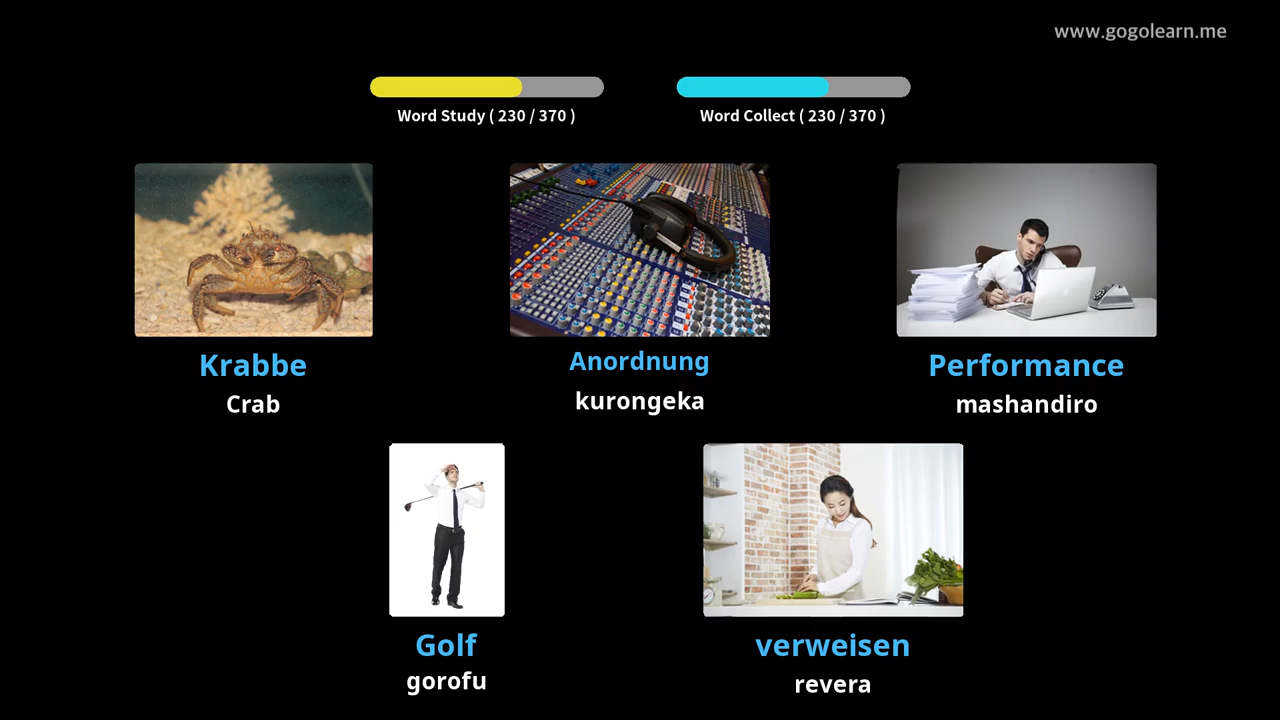 www.gogolearn.me
Word Study ( 230 / 370 )
Word Collect ( 230 / 370 )
Krabbe
Crab
Anordnung
kurongeka
Performance
mashandiro
Golf
gorofu
verweisen
revera